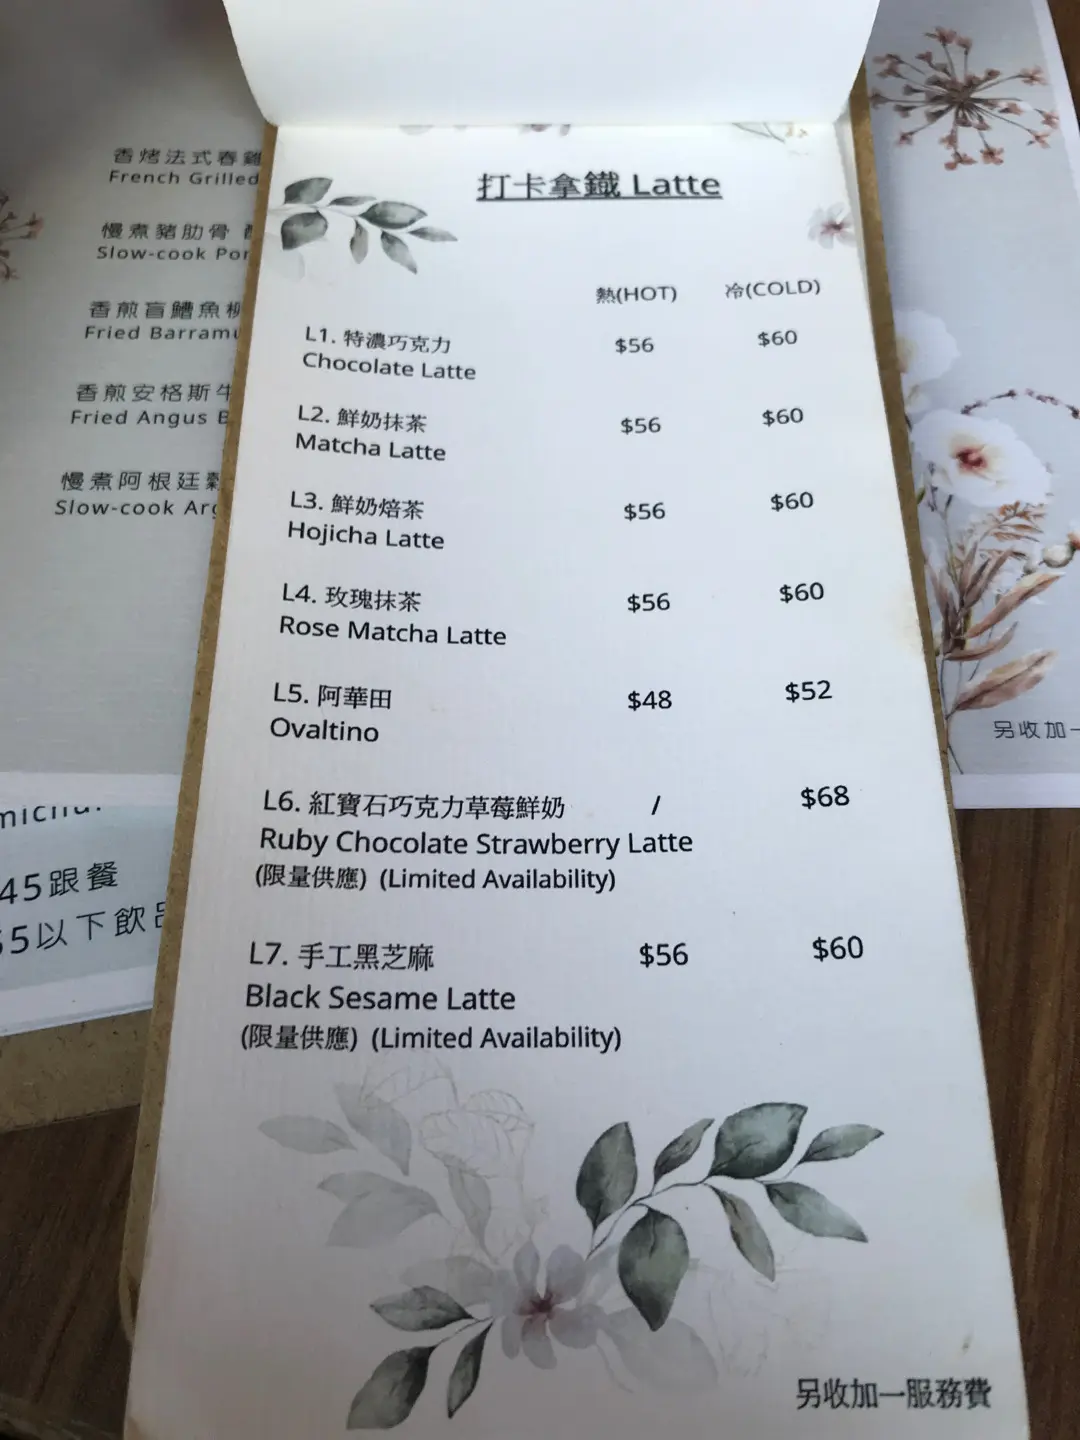 打卡拿鐵 Latte
熱(HOT) 冷(COLD)
L1. 特濃巧克力 $56 $60
Chocolate Latte
L2. 鮮奶抹茶 $56 $60
Matcha Latte
L3. 鮮奶焙茶 $56 $60
Hojicha Latte
L4. 玫瑰抹茶 $56 $60
Rose Matcha Latte
L5. 阿華田 $48 $52
Ovaltino
L6. 紅寶石巧克力草莓鮮奶 / $68
Ruby Chocolate Strawberry Latte
(限量供應) (Limited Availability)
L7. 手工黑芝麻 $56 $60
Black Sesame Latte
(限量供應) (Limited Availability)
另收加一服務費
香烤法式春雞
French Grilled
慢煮豬肋骨
Slow-cook Por
香煎盲鰽魚柳
Fried Barramu
香煎安格斯牛
Fried Angus B
慢煮阿根廷穀
Slow-cook Arg
45跟餐
5以下飲品
另收加一